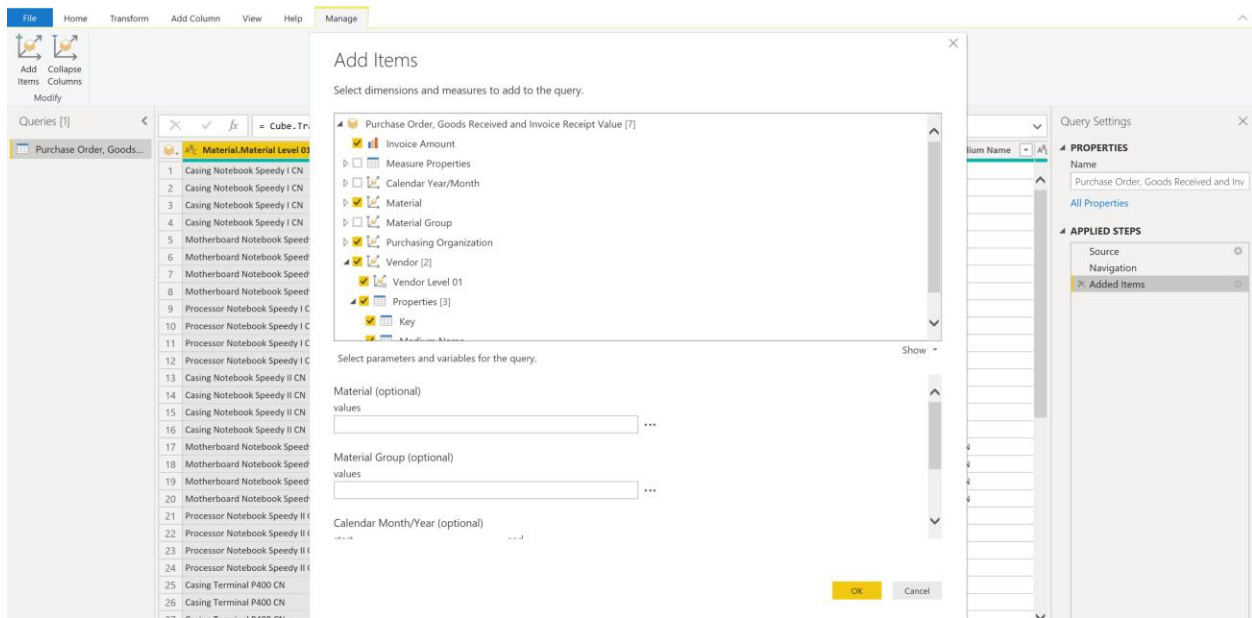 File Home Transform Add Column View Help Manage
Add Items
Collapse Columns
Modify
Queries [1]
Purchase Order, Goods...
fx = Cube.Tr
Material.Material Level 01
1 Casing Notebook Speedy I CN
2 Casing Notebook Speedy I CN
3 Casing Notebook Speedy I CN
4 Casing Notebook Speedy I CN
5 Motherboard Notebook Speed
6 Motherboard Notebook Speed
7 Motherboard Notebook Speed
8 Motherboard Notebook Speed
9 Processor Notebook Speedy I C
10 Processor Notebook Speedy I C
11 Processor Notebook Speedy I C
12 Processor Notebook Speedy I C
13 Casing Notebook Speedy II CN
14 Casing Notebook Speedy II CN
15 Casing Notebook Speedy II CN
16 Casing Notebook Speedy II CN
17 Motherboard Notebook Speed
18 Motherboard Notebook Speed
19 Motherboard Notebook Speed
20 Motherboard Notebook Speed
21 Processor Notebook Speedy II
22 Processor Notebook Speedy II
23 Processor Notebook Speedy II
24 Processor Notebook Speedy II
25 Casing Terminal P400 CN
26 Casing Terminal P400 CN
Add Items
Select dimensions and measures to add to the query.
Purchase Order, Goods Received and Invoice Receipt Value [7]
Invoice Amount
Measure Properties
Calendar Year/Month
Material
Material Group
Purchasing Organization
Vendor [2]
Vendor Level 01
Properties [3]
Key
Medium Name
Show
Select parameters and variables for the query.
Material (optional)
values
...
Material Group (optional)
values
...
Calendar Month/Year (optional)
OK Cancel
lium Name
Query Settings
PROPERTIES
Name
Purchase Order, Goods Received and Inv
All Properties
APPLIED STEPS
Source
Navigation
Added Items